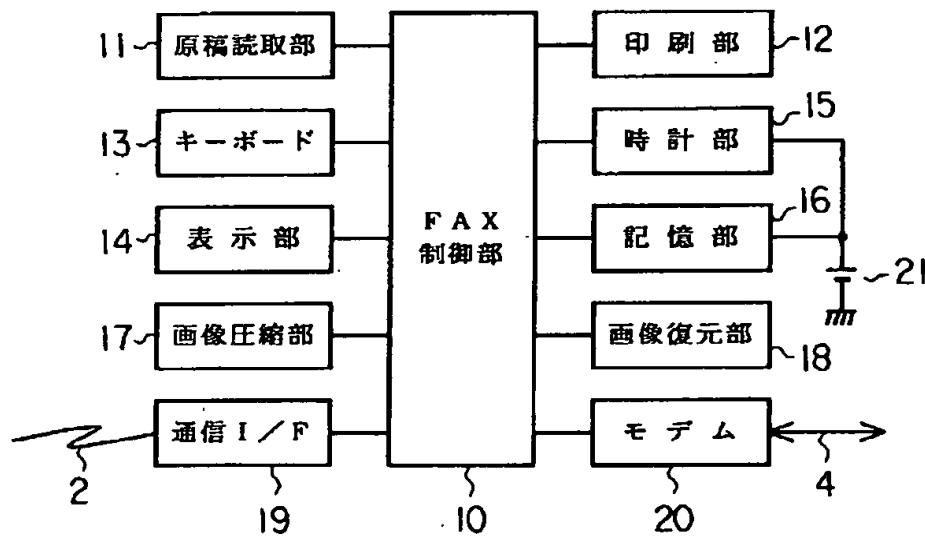 11
原稿読取部
印刷部
12
13
キーボード
時計部
15
14
表示部
FAX
制御部
記憶部
16
21
17
画像圧縮部
画像復元部
18
通信I/F
モデム
2
19
10
20
4